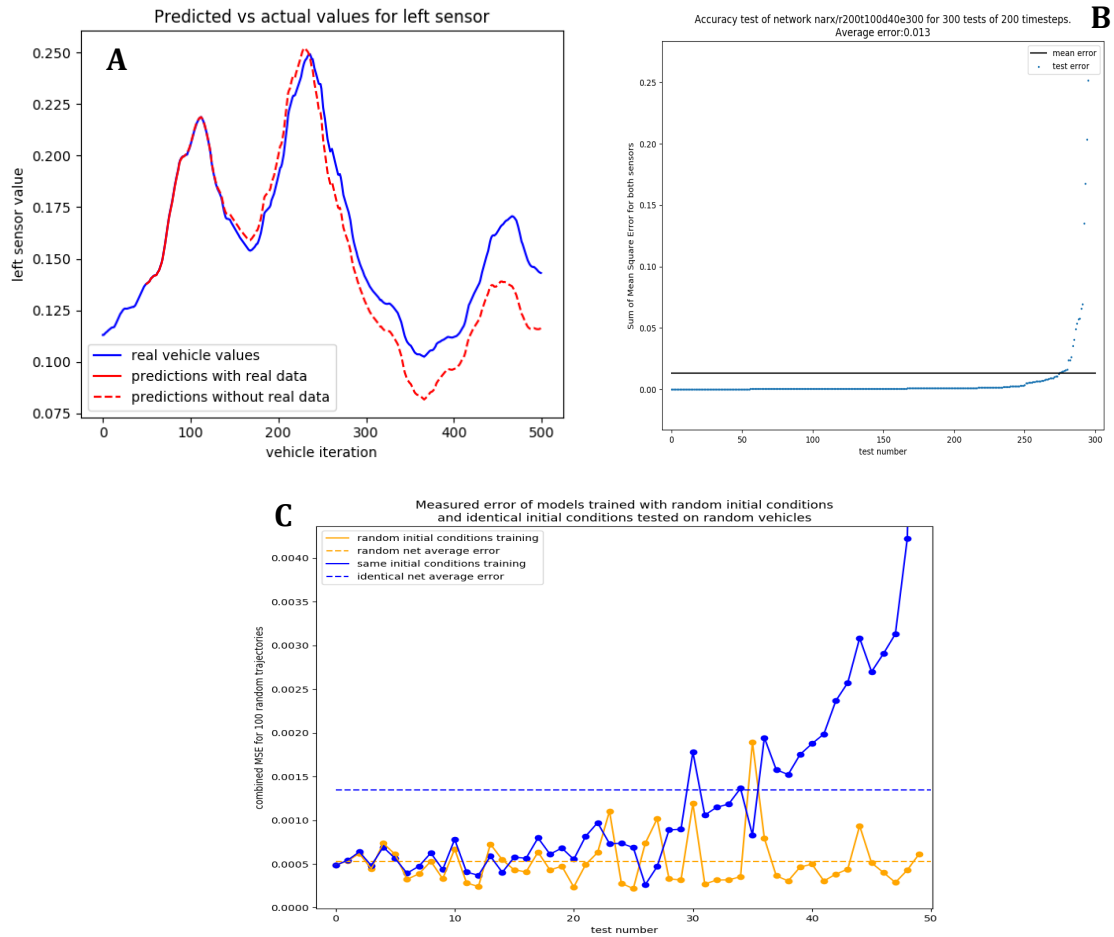 Predicted vs actual values for left sensor
A
left sensor value
0.250
0.225
0.200
0.175
0.150
0.125
0.100
0.075
real vehicle values
predictions with real data
predictions without real data
0
100
200
300
400
500
vehicle iteration
B
Accuracy test of network narx/r200t100d40e300 for 300 tests of 200 timesteps.
Average error:0.013
mean error
test error
Sum of Mean Square Error for both sensors
0.25
0.20
0.15
0.10
0.05
0.00
0
50
100
150
200
250
300
test number
C
Measured error of models trained with random initial conditions
and identical initial conditions tested on random vehicles
random initial conditions training
random net average error
same initial conditions training
identical net average error
combined MSE for 100 random trajectories
0.0040
0.0035
0.0030
0.0025
0.0020
0.0015
0.0010
0.0005
0.0000
0
10
20
30
40
50
test number